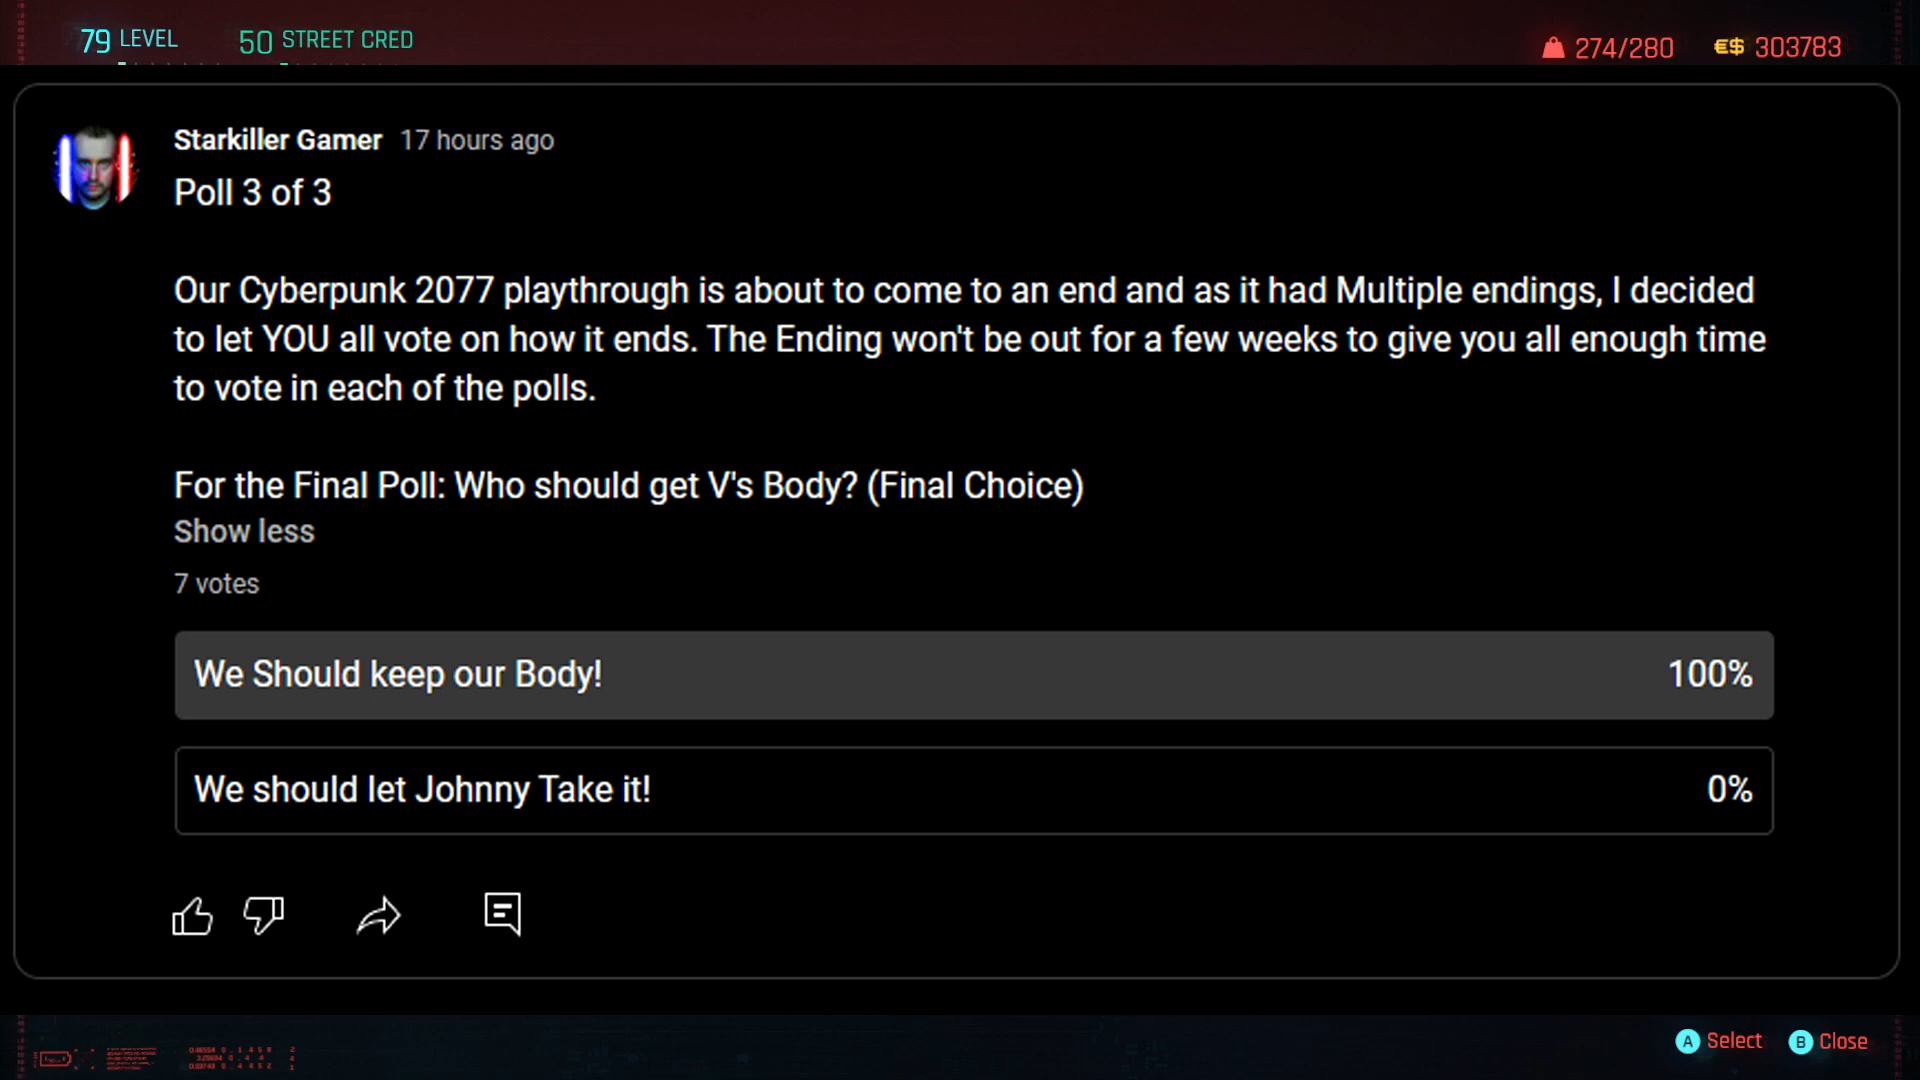 79 LEVEL 50 STREET CRED 274/280 €$ 303783
Starkiller Gamer 17 hours ago
Poll 3 of 3
Our Cyberpunk 2077 playthrough is about to come to an end and as it had Multiple endings, I decided
to let YOU all vote on how it ends. The Ending won't be out for a few weeks to give you all enough time
to vote in each of the polls.
For the Final Poll: Who should get V's Body? (Final Choice)
Show less
7 votes
We Should keep our Body! 100%
We should let Johnny Take it! 0%
A Select B Close